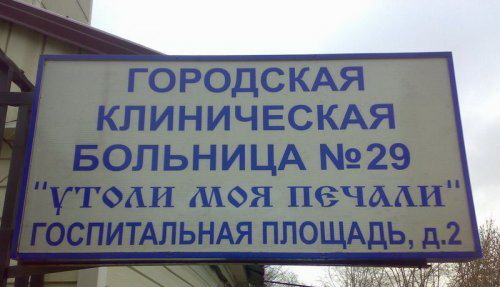 ГОРОДСКАЯ
КЛИНИЧЕСКАЯ
БОЛЬНИЦА №29
"УТОЛИ МОЯ ПЕЧАЛИ"
ГОСПИТАЛЬНАЯ ПЛОЩАДЬ, д.2